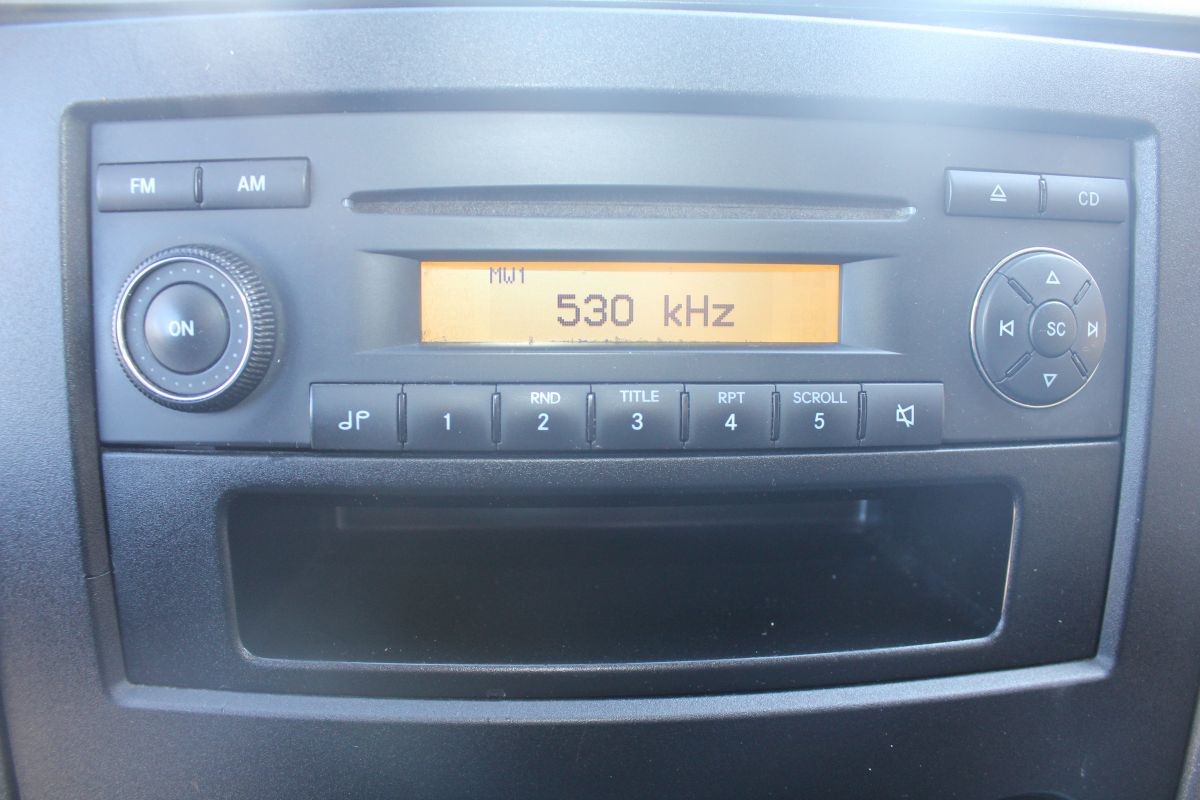 FM AM
CD
MW1
530 kHz
ON
SC
1
RND
2
TITLE
3
RPT
4
SCROLL
5